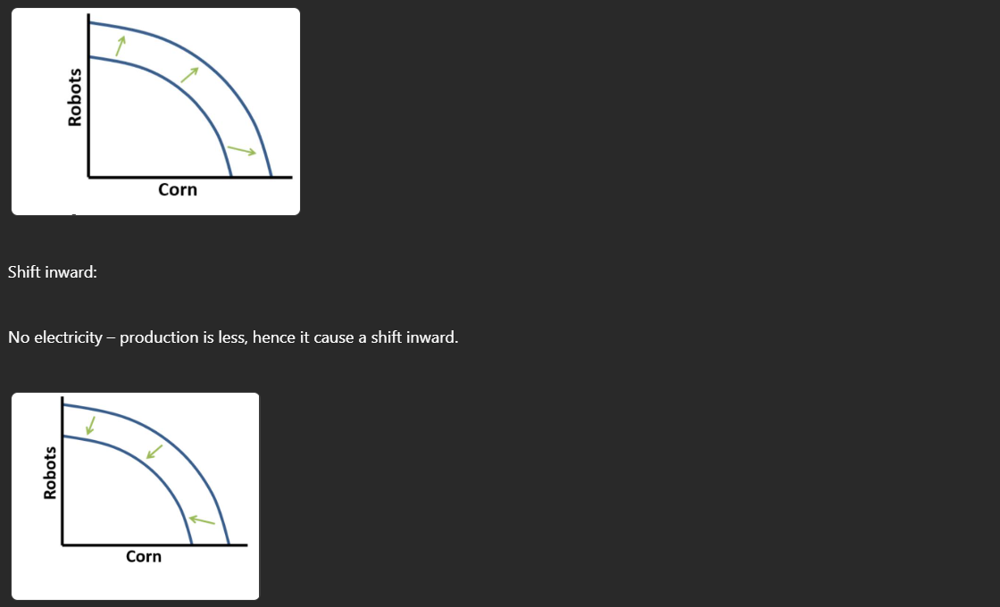 Robots
Corn
Shift inward:
No electricity – production is less, hence it cause a shift inward.
Robots
Corn